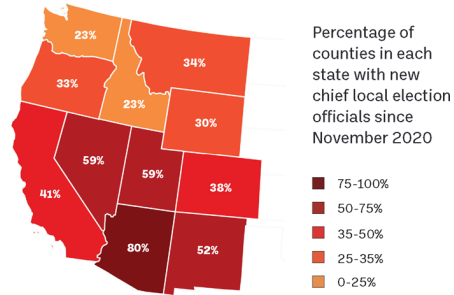 23%
34%
33%
23%
30%
59%
59%
38%
41%
80%
52%
Percentage of
counties in each
state with new
chief local election
officials since
November 2020
75-100%
50-75%
35-50%
25-35%
0-25%